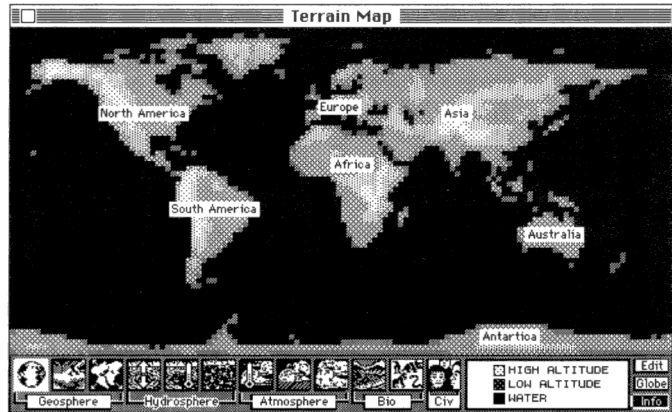 Terrain Map
North America
Europe
Asia
Africa
South America
Australia
Antartica
HIGH ALTITUDE
LOW ALTITUDE
WATER
Edit
Globe
Info
Geosphere
Hydrosphere
Atmosphere
Bio
Civ